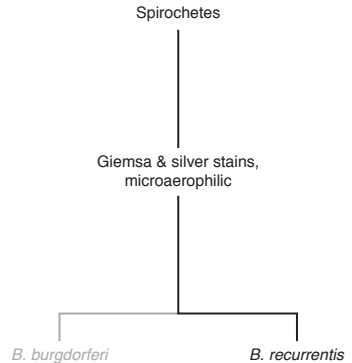 Spirochetes
Giemsa & silver stains,
microaerophilic
B. burgdorferi
B. recurrentis